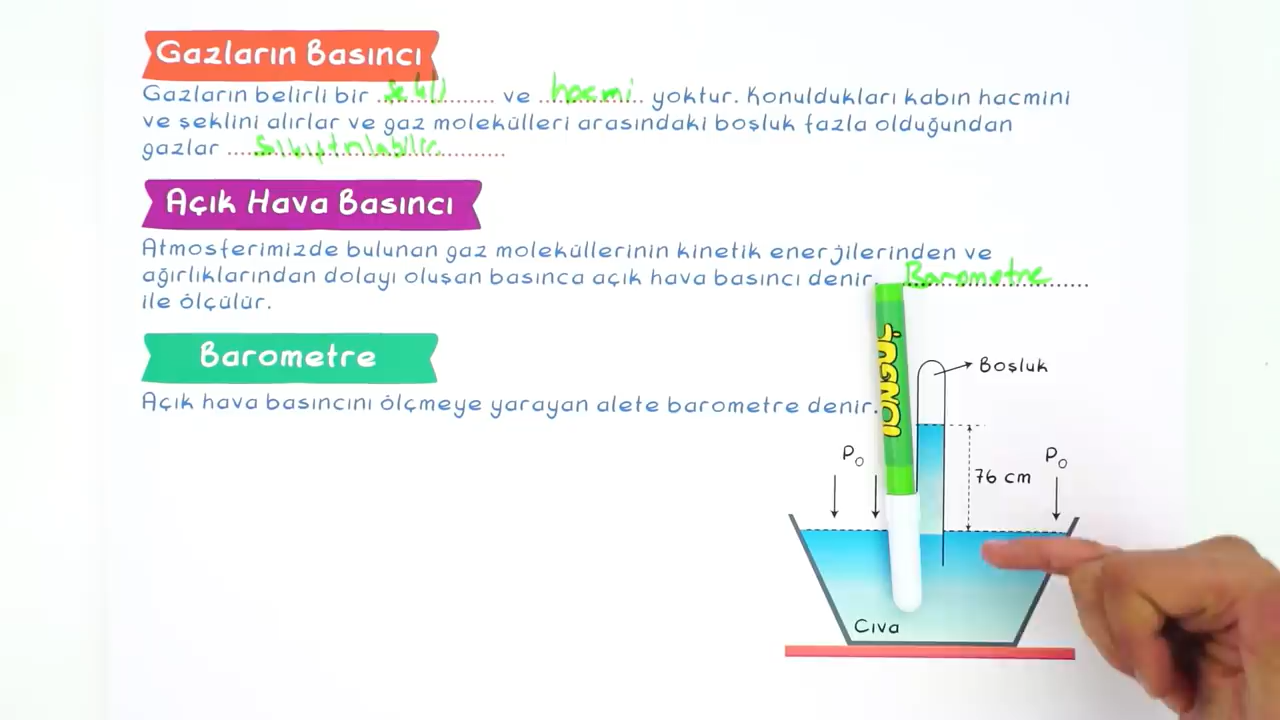 Gazların Basıncı
Gazların belirli bir şekli ve hacmi yoktur. Konuldukları kabın hacmini
ve şeklini alırlar ve gaz molekülleri arasındaki boşluk fazla olduğundan
gazlar sıkıştırılabilir.
Açık Hava Basıncı
Atmosferimizde bulunan gaz moleküllerinin kinetik enerjilerinden ve
ağırlıklarından dolayı oluşan basınca açık hava basıncı denir. Barometre
ile ölçülür.
Barometre
Açık hava basıncını ölçmeye yarayan alete barometre denir.
Boşluk
P0
P0
76 cm
Cıva